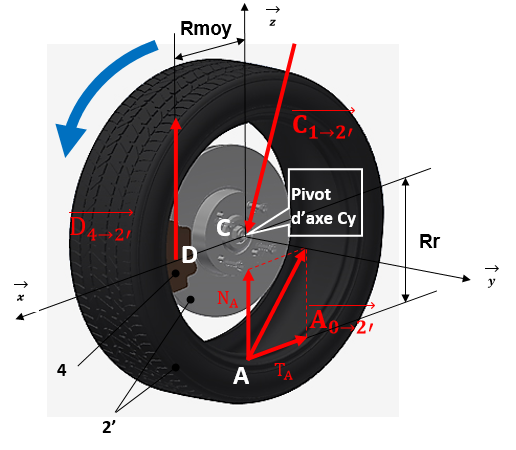 z
Rmoy
C1→2'
Pivot
d'axe Cy
C
D4→2'
D
Rr
x
y
NA
A0→2'
4
A
TA
2'